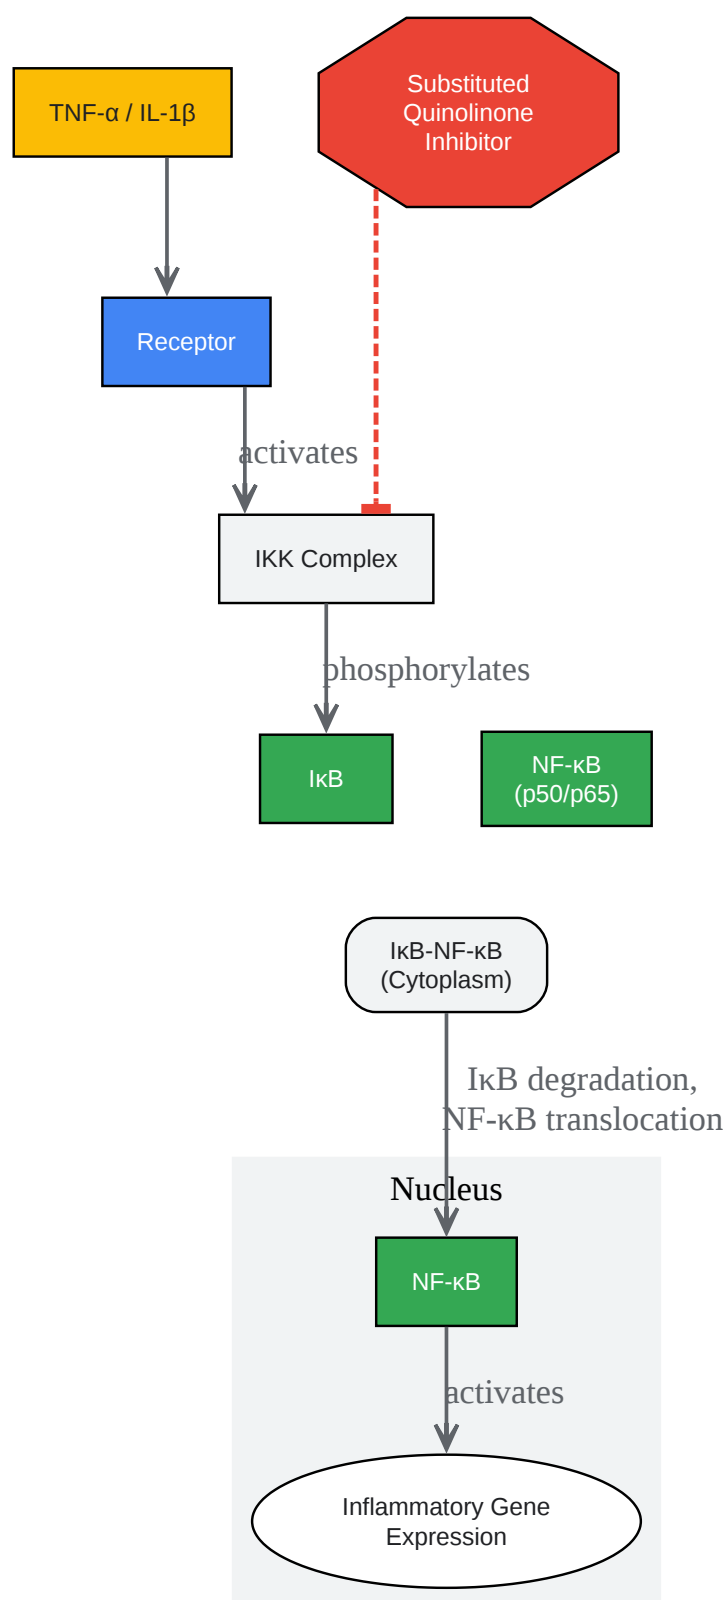 TNF-α / IL-1β
Substituted
Quinolinone
Inhibitor
Receptor
activates
IKK Complex
phosphorylates
IκB
NF-κB
(p50/p65)
IκB-NF-κB
(Cytoplasm)
IκB degradation,
NF-κB translocation
Nucleus
NF-κB
activates
Inflammatory Gene
Expression